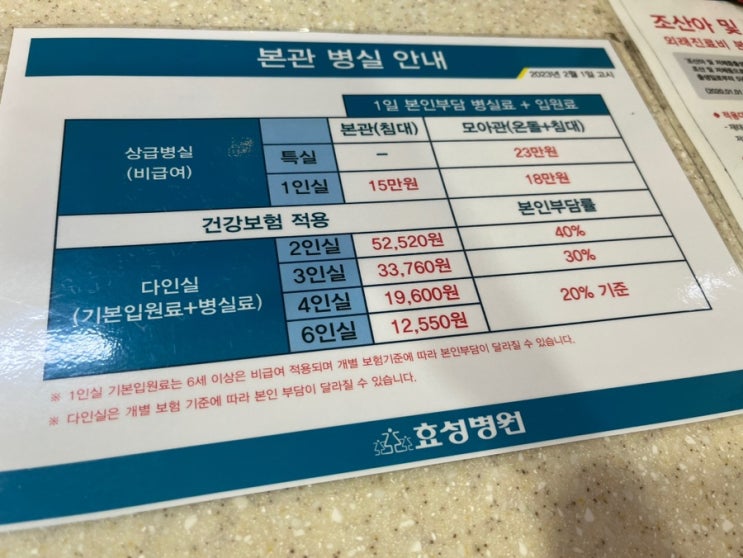 본관 병실 안내
2023년 2월 1일 고시
1일 본인부담 병실료 + 입원료
본관(침대) 모아관(온돌+침대)
상급병실
(비급여)
특실 – 23만원
1인실 15만원 18만원
건강보험 적용 본인부담률
다인실
(기본입원료+병실료)
2인실 52,520원 40%
3인실 33,760원 30%
4인실 19,600원 20% 기준
6인실 12,550원
※ 1인실 기본입원료는 6세 이상은 비급여 적용되며 개별 보험기준에 따라 본인부담이 달라질 수 있습니다.
※ 다인실은 개별 보험 기준에 따라 본인 부담이 달라질 수 있습니다.
효성병원
조산아 및
외래진료비 본